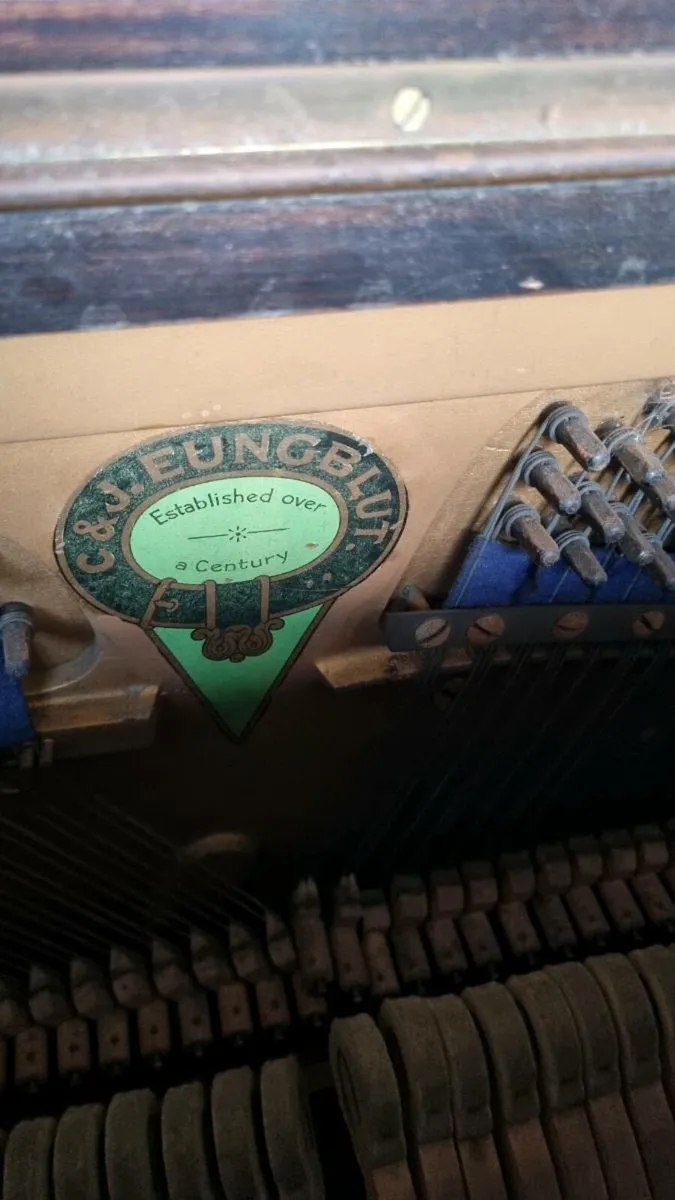 C & J. EUNGBLUT.
Established over
a Century